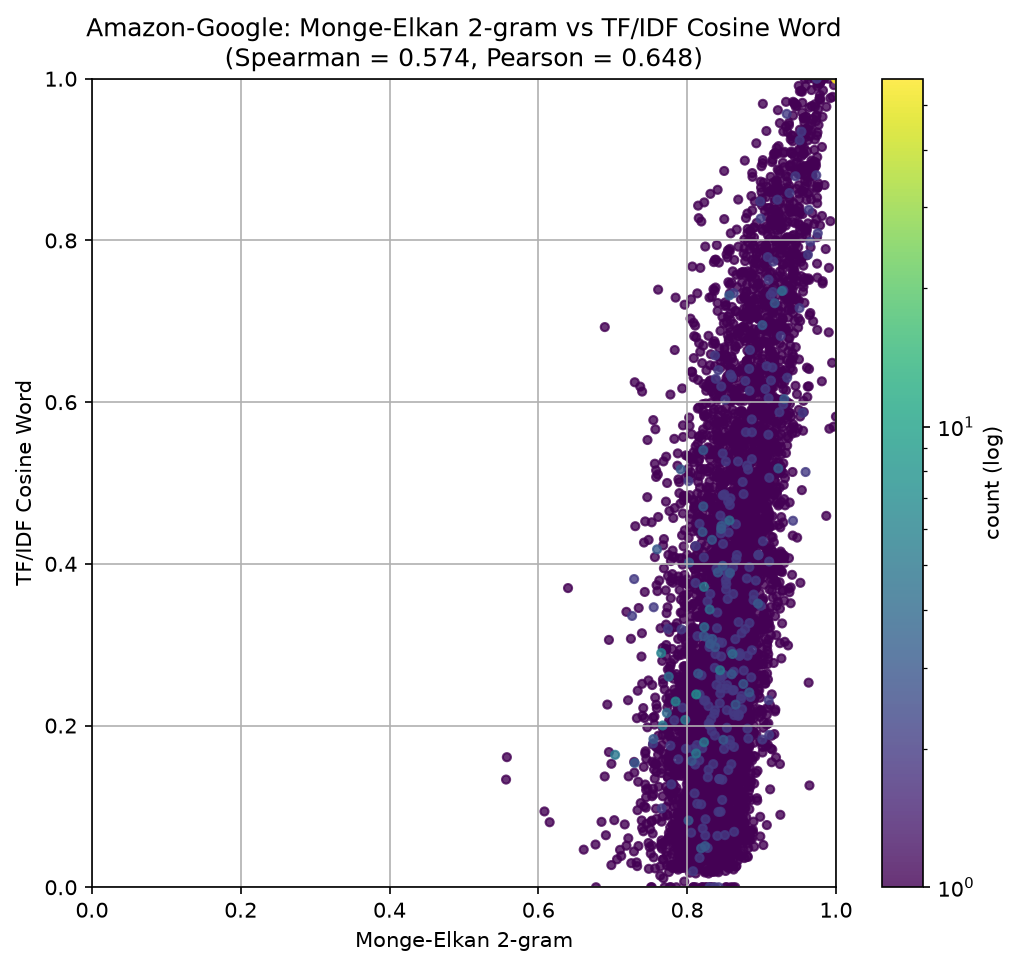 Amazon-Google: Monge-Elkan 2-gram vs TF/IDF Cosine Word
(Spearman = 0.574, Pearson = 0.648)
1.0
0.8
0.6
0.4
0.2
0.0
TF/IDF Cosine Word
0.0 0.2 0.4 0.6 0.8 1.0
Monge-Elkan 2-gram
10¹
10⁰
count (log)